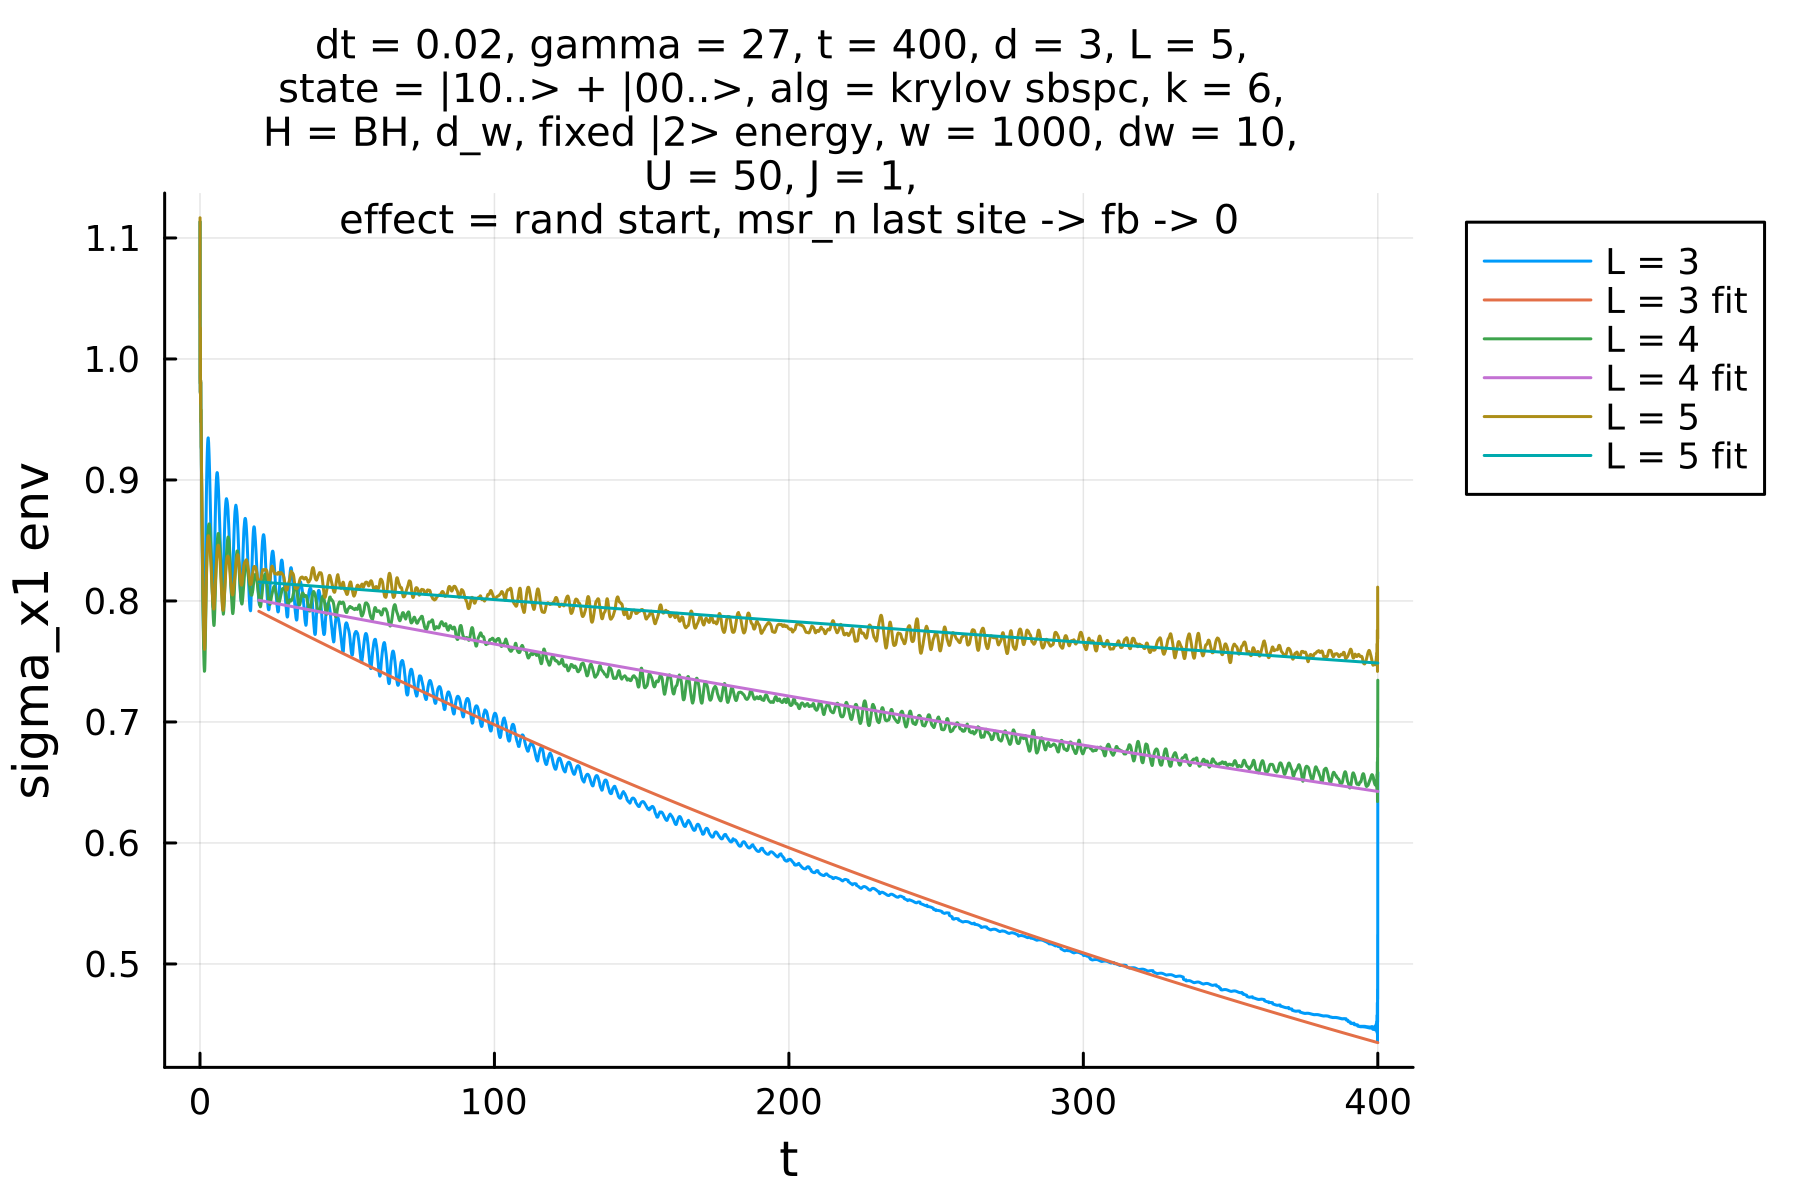 dt = 0.02, gamma = 27, t = 400, d = 3, L = 5,
state = |10..> + |00..>, alg = krylov sbspc, k = 6,
H = BH, d_w, fixed |2> energy, w = 1000, dw = 10,
U = 50, J = 1,
effect = rand start, msr_n last site -> fb -> 0
1.1
1.0
0.9
0.8
0.7
0.6
0.5
sigma_x1 env
0
100
200
300
400
t
L = 3
L = 3 fit
L = 4
L = 4 fit
L = 5
L = 5 fit